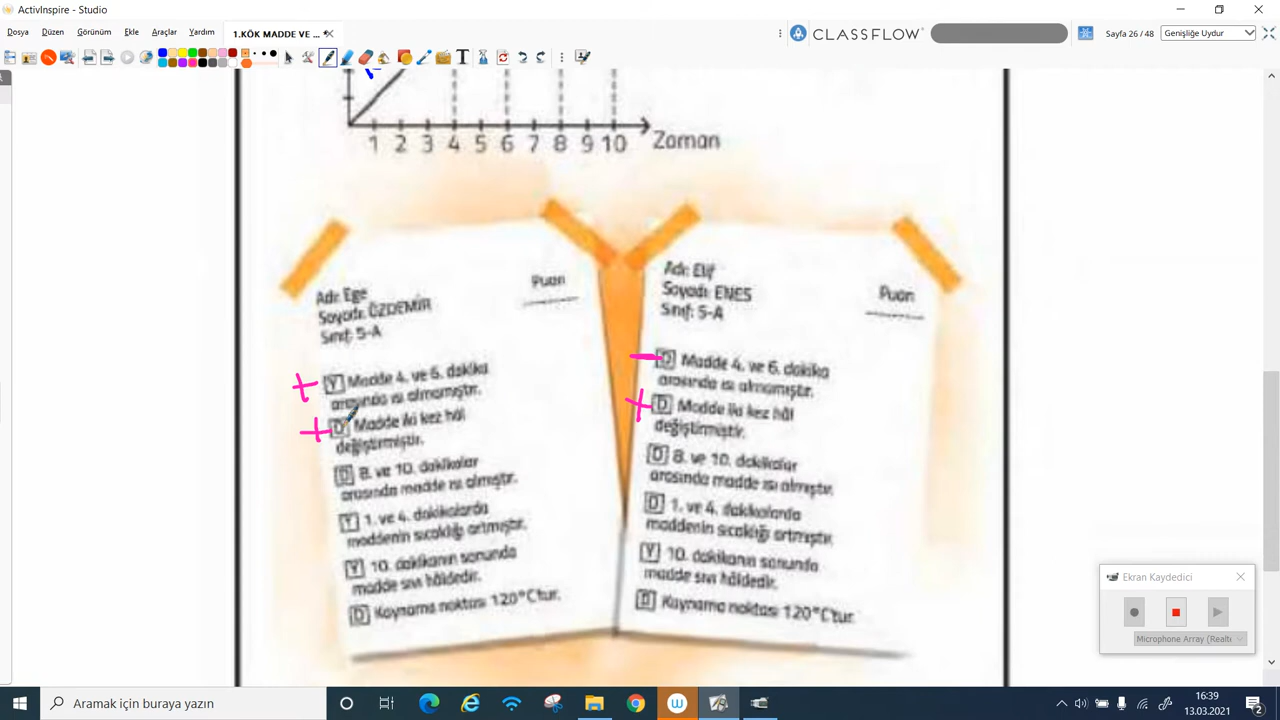 ActivInspire - Studio
Dosya Düzen Görünüm Ekle Araçlar Yardım 1.KÖK MADDE VE ... CLASSFLOW Sayfa 26 / 48 Genişliğe Uydur
1 2 3 4 5 6 7 8 9 10 Zaman
Adı: Ege
Soyadı: ÖZDEMİR
Sınıf: 5-A
Puan
Y Madde 4. ve 6. dakika
arasında ısı almamıştır.
D Madde iki kez hâl
değiştirmiştir.
D 8. ve 10. dakikalar
arasında madde ısı almıştır.
Y 1. ve 4. dakikalarda
maddenin sıcaklığı artmıştır.
Y 10. dakikanın sonunda
madde sıvı hâldedir.
D Kaynama noktası 120°C'tur.
Adı: Elif
Soyadı: ENES
Sınıf: 5-A
Puan
D Madde 4. ve 6. dakika
arasında ısı almamıştır.
D Madde iki kez hâl
değiştirmiştir.
D 8. ve 10. dakikalar
arasında madde ısı almıştır.
D 1. ve 4. dakikalarda
maddenin sıcaklığı artmıştır.
Y 10. dakikanın sonunda
madde sıvı hâldedir.
D Kaynama noktası 120°C'tur.
Ekran Kaydedici
Microphone Array (Realt
Aramak için buraya yazın
16:39
13.03.2021
2